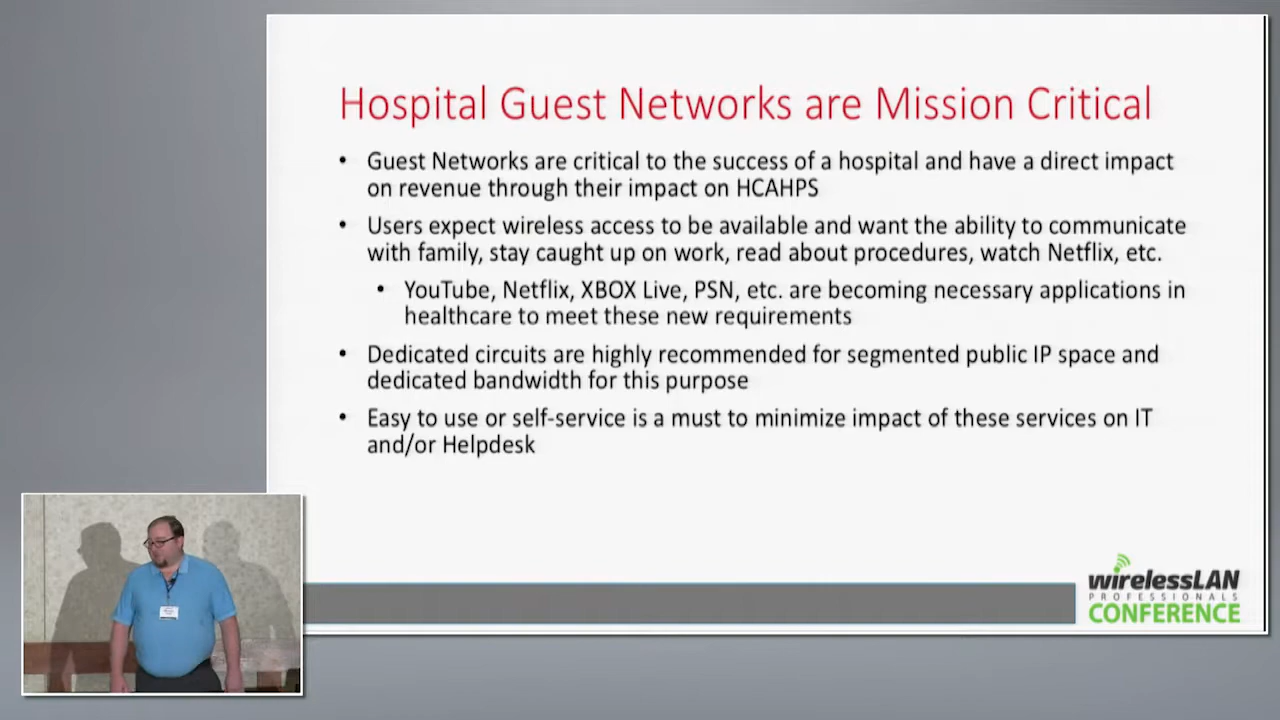 Hospital Guest Networks are Mission Critical
• Guest Networks are critical to the success of a hospital and have a direct impact
on revenue through their impact on HCAHPS
• Users expect wireless access to be available and want the ability to communicate
with family, stay caught up on work, read about procedures, watch Netflix, etc.
• YouTube, Netflix, XBOX Live, PSN, etc. are becoming necessary applications in
healthcare to meet these new requirements
• Dedicated circuits are highly recommended for segmented public IP space and
dedicated bandwidth for this purpose
• Easy to use or self-service is a must to minimize impact of these services on IT
and/or Helpdesk
wirelessLAN
PROFESSIONALS
CONFERENCE